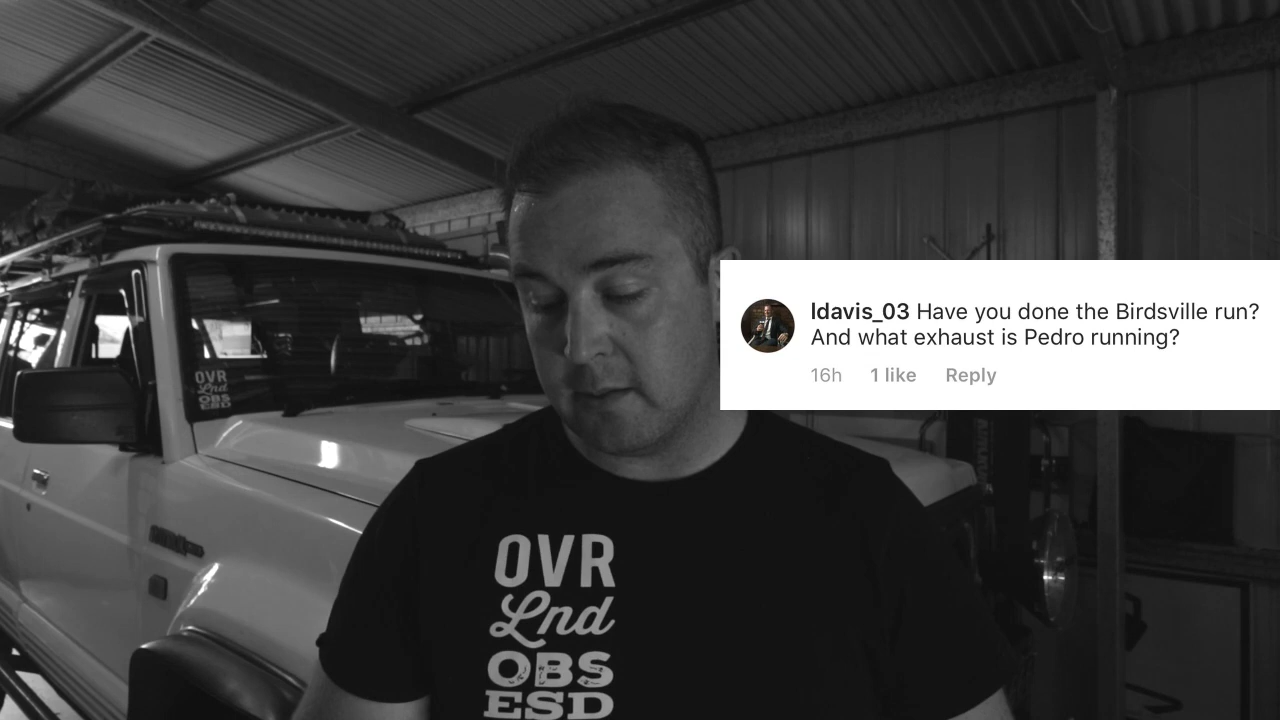 OVR
Lnd
OBS
ESD
ldavis_03 Have you done the Birdsville run?
And what exhaust is Pedro running?
16h 1 like Reply
OVR
Lnd
OBS
ESD